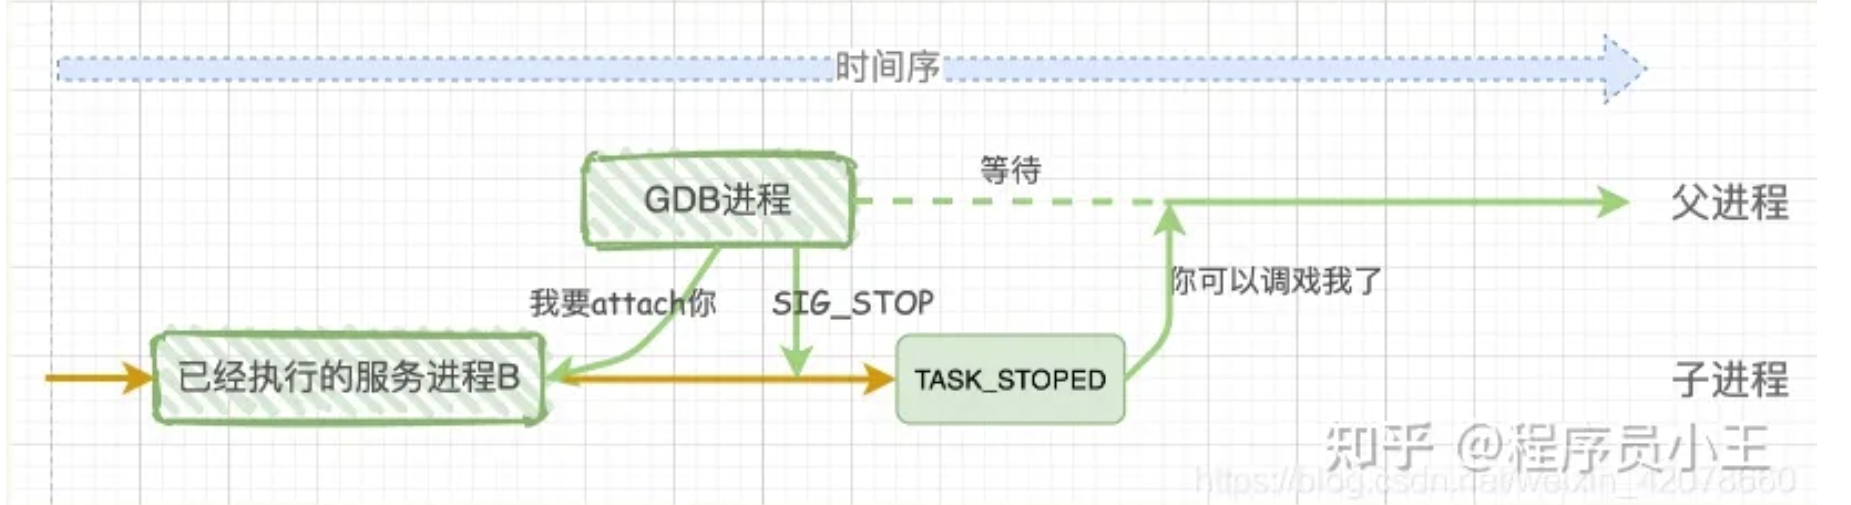 时间序
等待
GDB进程
父进程
你可以调戏我了
我要attach你
SIG_STOP
已经执行的服务进程B
TASK_STOPED
子进程
知乎 @程序员小王
https://blog.csdn.net/weixin_42078660